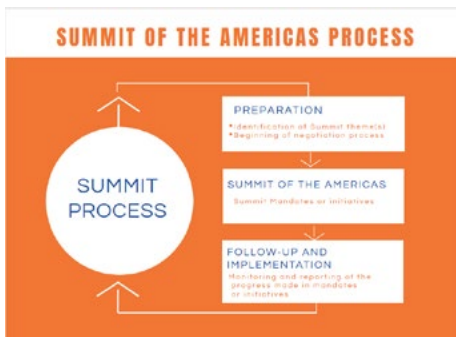 SUMMIT OF THE AMERICAS PROCESS
SUMMIT
PROCESS
PREPARATION
•Identification of Summit theme(s)
•Beginning of negotiation process
SUMMIT OF THE AMERICAS
Summit Mandates or initiatives
FOLLOW-UP AND
IMPLEMENTATION
Monitoring and reporting of the
progress made in mandates
or initiatives